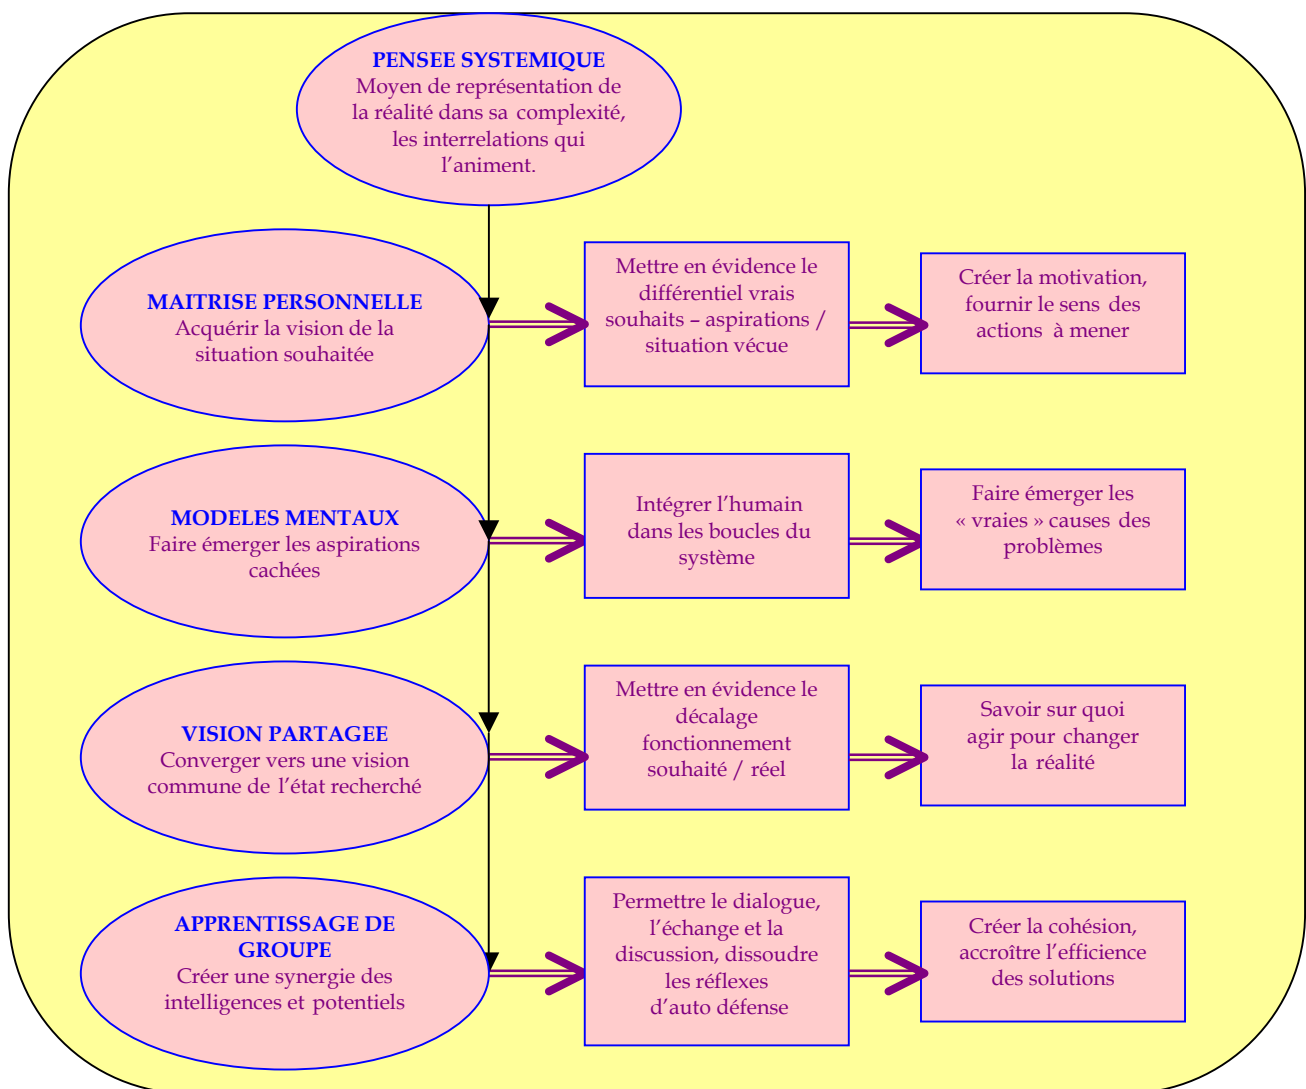 PENSEE SYSTEMIQUE
Moyen de représentation de
la réalité dans sa complexité,
les interrelations qui
l’animent.
MAITRISE PERSONNELLE
Acquérir la vision de la
situation souhaitée
Mettre en évidence le
différentiel vrais
souhaits – aspirations /
situation vécue
Créer la motivation,
fournir le sens des
actions à mener
MODELES MENTAUX
Faire émerger les aspirations
cachées
Intégrer l’humain
dans les boucles du
système
Faire émerger les
« vraies » causes des
problèmes
VISION PARTAGEE
Converger vers une vision
commune de l’état recherché
Mettre en évidence le
décalage
fonctionnement
souhaité / réel
Savoir sur quoi
agir pour changer
la réalité
APPRENTISSAGE DE
GROUPE
Créer une synergie des
intelligences et potentiels
Permettre le dialogue,
l’échange et la
discussion, dissoudre
les réflexes
d’auto défense
Créer la cohésion,
accroître l’efficience
des solutions